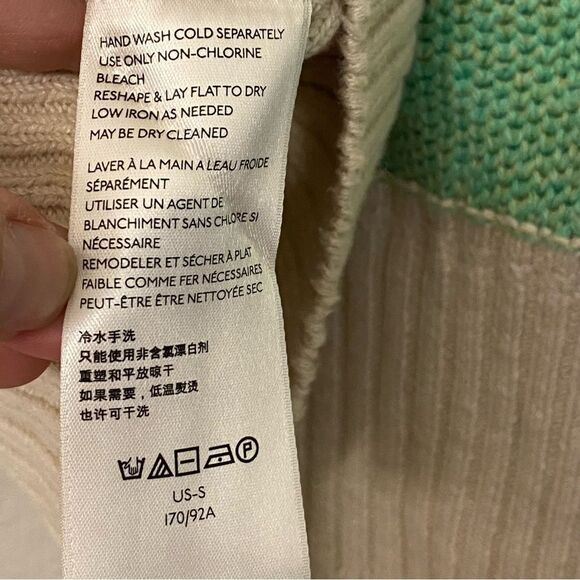 HAND WASH COLD SEPARATELY
USE ONLY NON-CHLORINE
BLEACH
RESHAPE & LAY FLAT TO DRY
LOW IRON AS NEEDED
MAY BE DRY CLEANED
LAVER À LA MAIN A LEAU FROIDE
SÉPARÉMENT
UTILISER UN AGENT DE
BLANCHIMENT SANS CHLORE SI
NÉCESSAIRE
REMODELER ET SÉCHER À PLAT
FAIBLE COMME FER NÉCESSAIRES
PEUT-ÊTRE ÊTRE NETTOYÉE SEC
冷水手洗
只能使用非含氯漂白剂
重塑和平放晾干
如果需要，低温熨烫
也许可干洗
P
US-S
170/92A